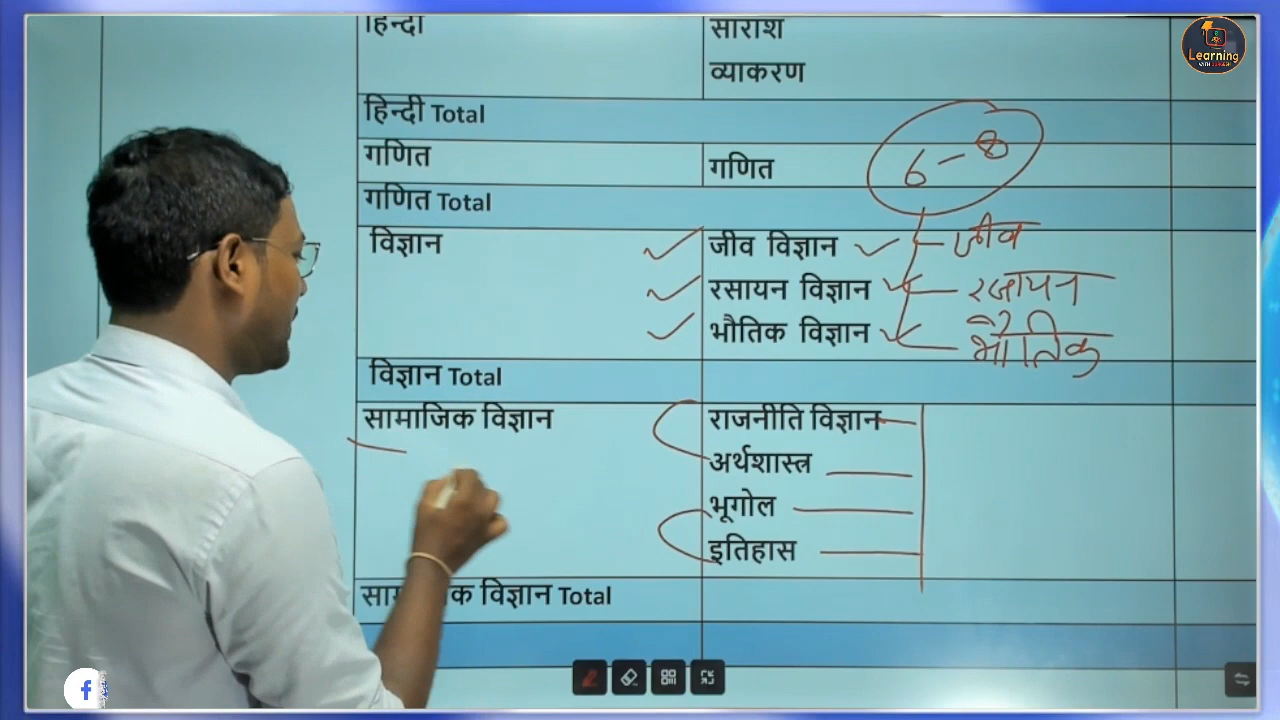 हिन्दी साराश
व्याकरण
हिन्दी Total
गणित गणित
6-8
गणित Total
विज्ञान जीव विज्ञान जीव
रसायन विज्ञान रसायन
भौतिक विज्ञान भौतिक
विज्ञान Total
सामाजिक विज्ञान राजनीति विज्ञान
अर्थशास्त्र
भूगोल
इतिहास
विज्ञान Total
Learning
f